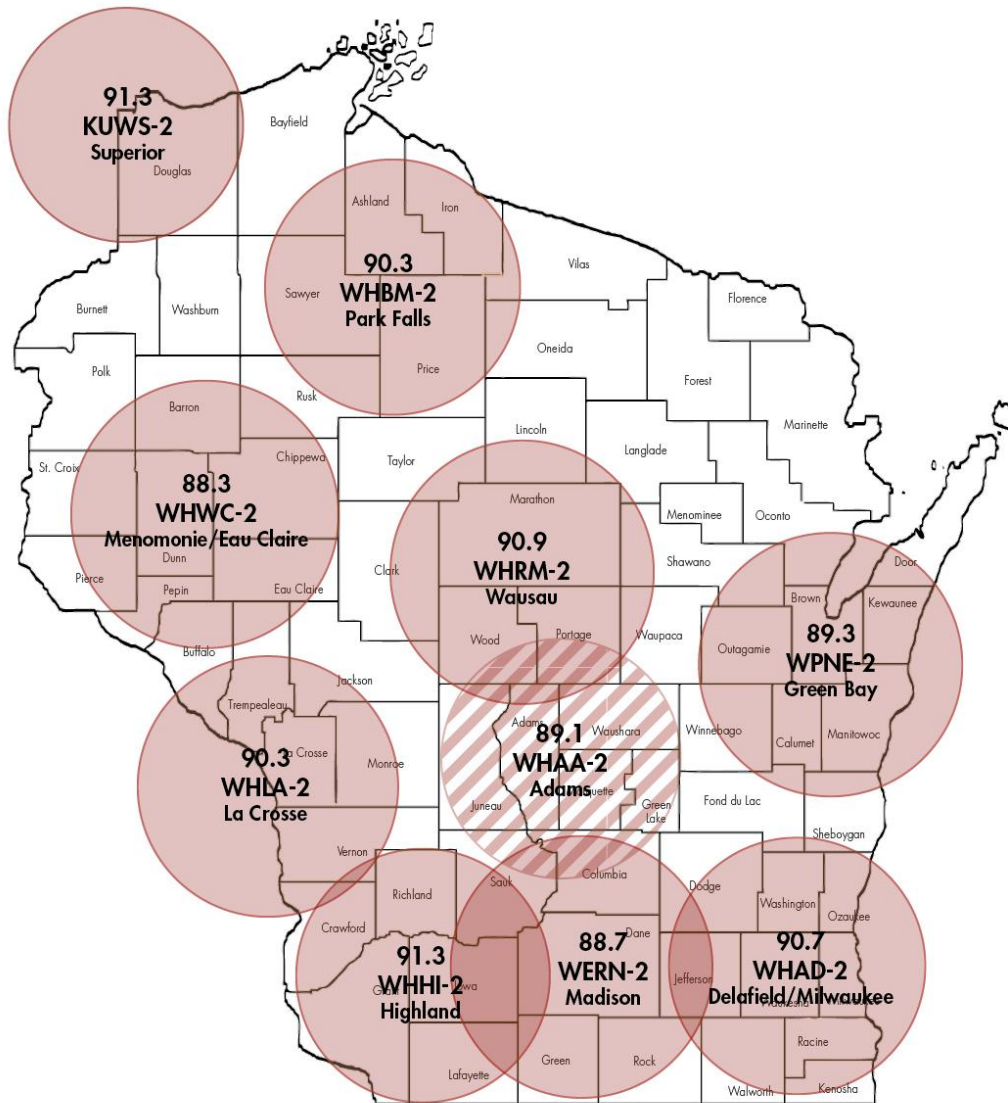 91.3
KUWS-2
Superior
Bayfield
Douglas
Ashland
Iron
90.3
WHBM-2
Park Falls
Vilas
Florence
Sawyer
Burnett
Washburn
Oneida
Price
Polk
Forest
Rusk
Barron
Marinette
Lincoln
Langlade
St. Croix
Chippewa
Taylor
88.3
WHWC-2
Menomonie/Eau Claire
Marathon
Menominee
Oconto
90.9
WHRM-2
Wausau
Dunn
Shawano
Door
Pierce
Clark
Pepin
Eau Claire
Brown
Kewaunee
89.3
WPNE-2
Green Bay
Wood
Portage
Waupaca
Outagamie
Buffalo
Jackson
Trempealeau
Adams
Waushara
Winnebago
Manitowoc
Calumet
89.1
WHAA-2
Adams
90.3
WHLA-2
La Crosse
Monroe
Juneau
Green
Lake
Fond du Lac
Sheboygan
Vernon
Sauk
Columbia
Dodge
Richland
Washington
Ozaukee
Crawford
Dane
91.3
WHHI-2
Highland
88.7
WERN-2
Madison
Jefferson
90.7
WHAD-2
Delafield/Milwaukee
Racine
Lafayette
Green
Rock
Walworth
Kenosha